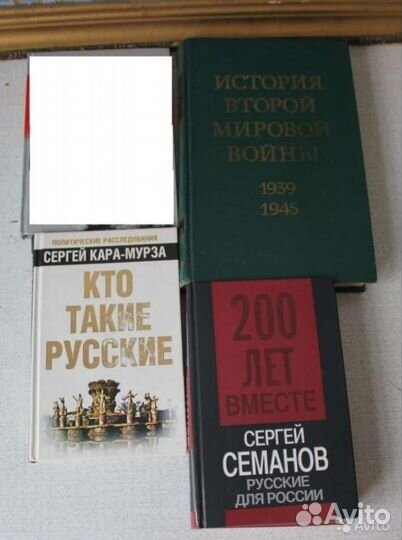 ИСТОРИЯ
ВТОРОЙ
МИРОВОЙ
ВОЙНЫ
1939
1945
ПОЛИТИЧЕСКИЕ РАССЛЕДОВАНИЯ
СЕРГЕЙ КАРА-МУРЗА
КТО
ТАКИЕ
РУССКИЕ
200
ЛЕТ
ВМЕСТЕ
СЕРГЕЙ
СЕМАНОВ
РУССКИЕ
ДЛЯ РОССИИ
Avito
Avito